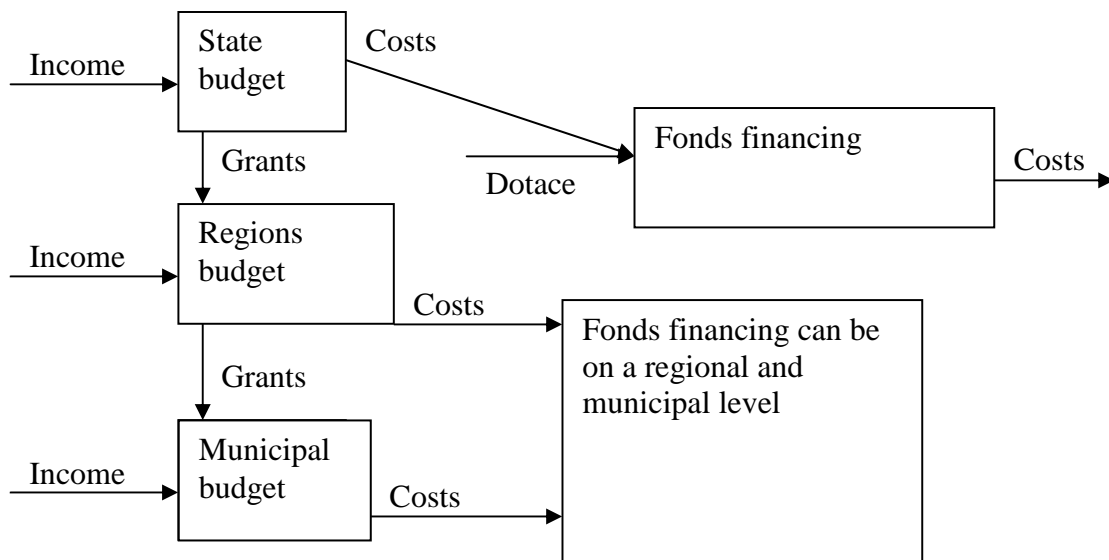 State
budget
Costs
Income
Fonds financing
Costs
Grants
Dotace
Regions
budget
Income
Costs
Fonds financing can be
on a regional and
municipal level
Grants
Municipal
budget
Income
Costs